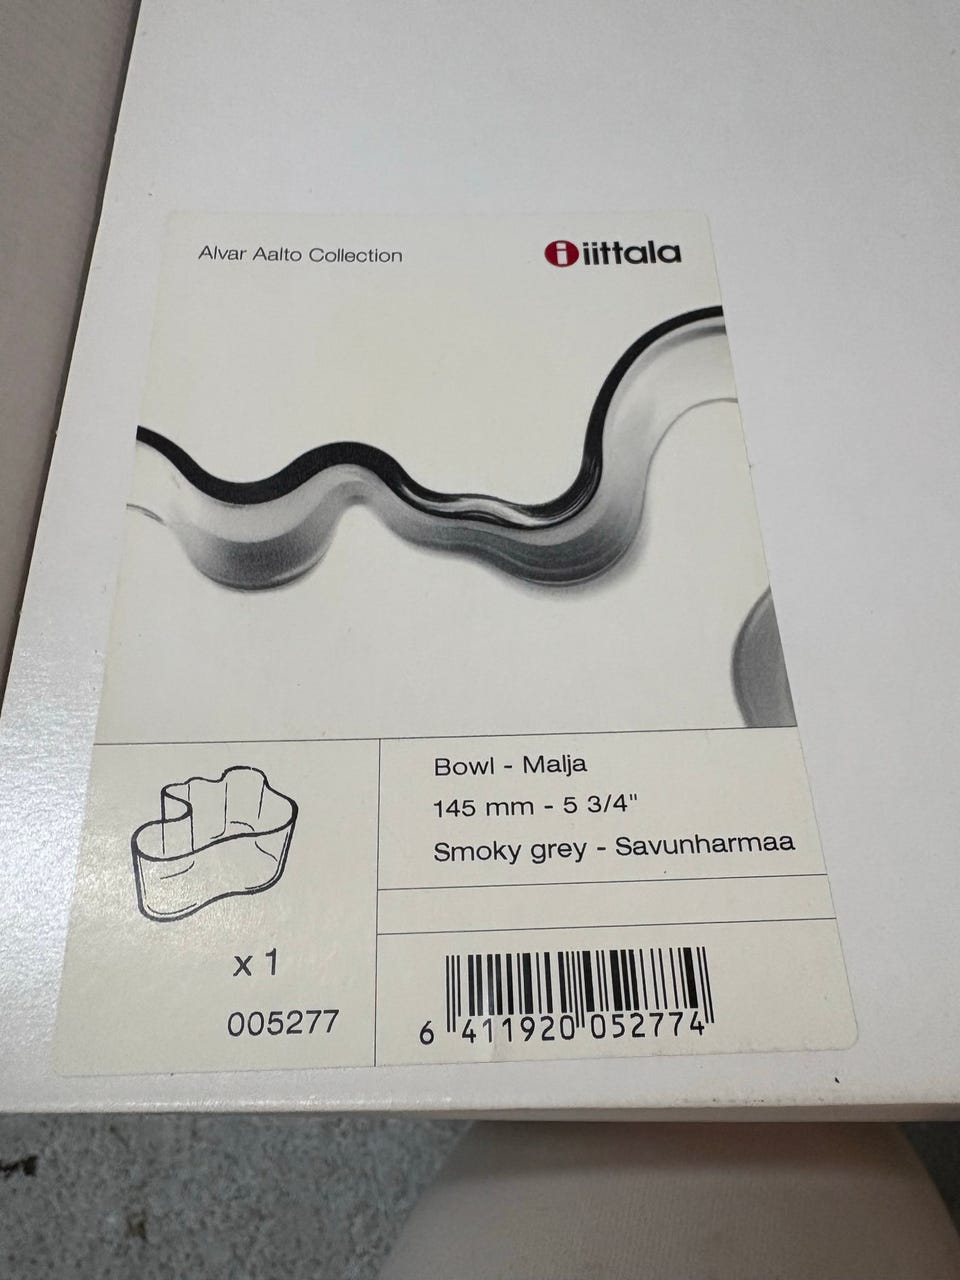 Alvar Aalto Collection
iittala
Bowl - Malja
145 mm - 5 3/4"
Smoky grey - Savunharmaa
x 1
005277
6 411920 052774